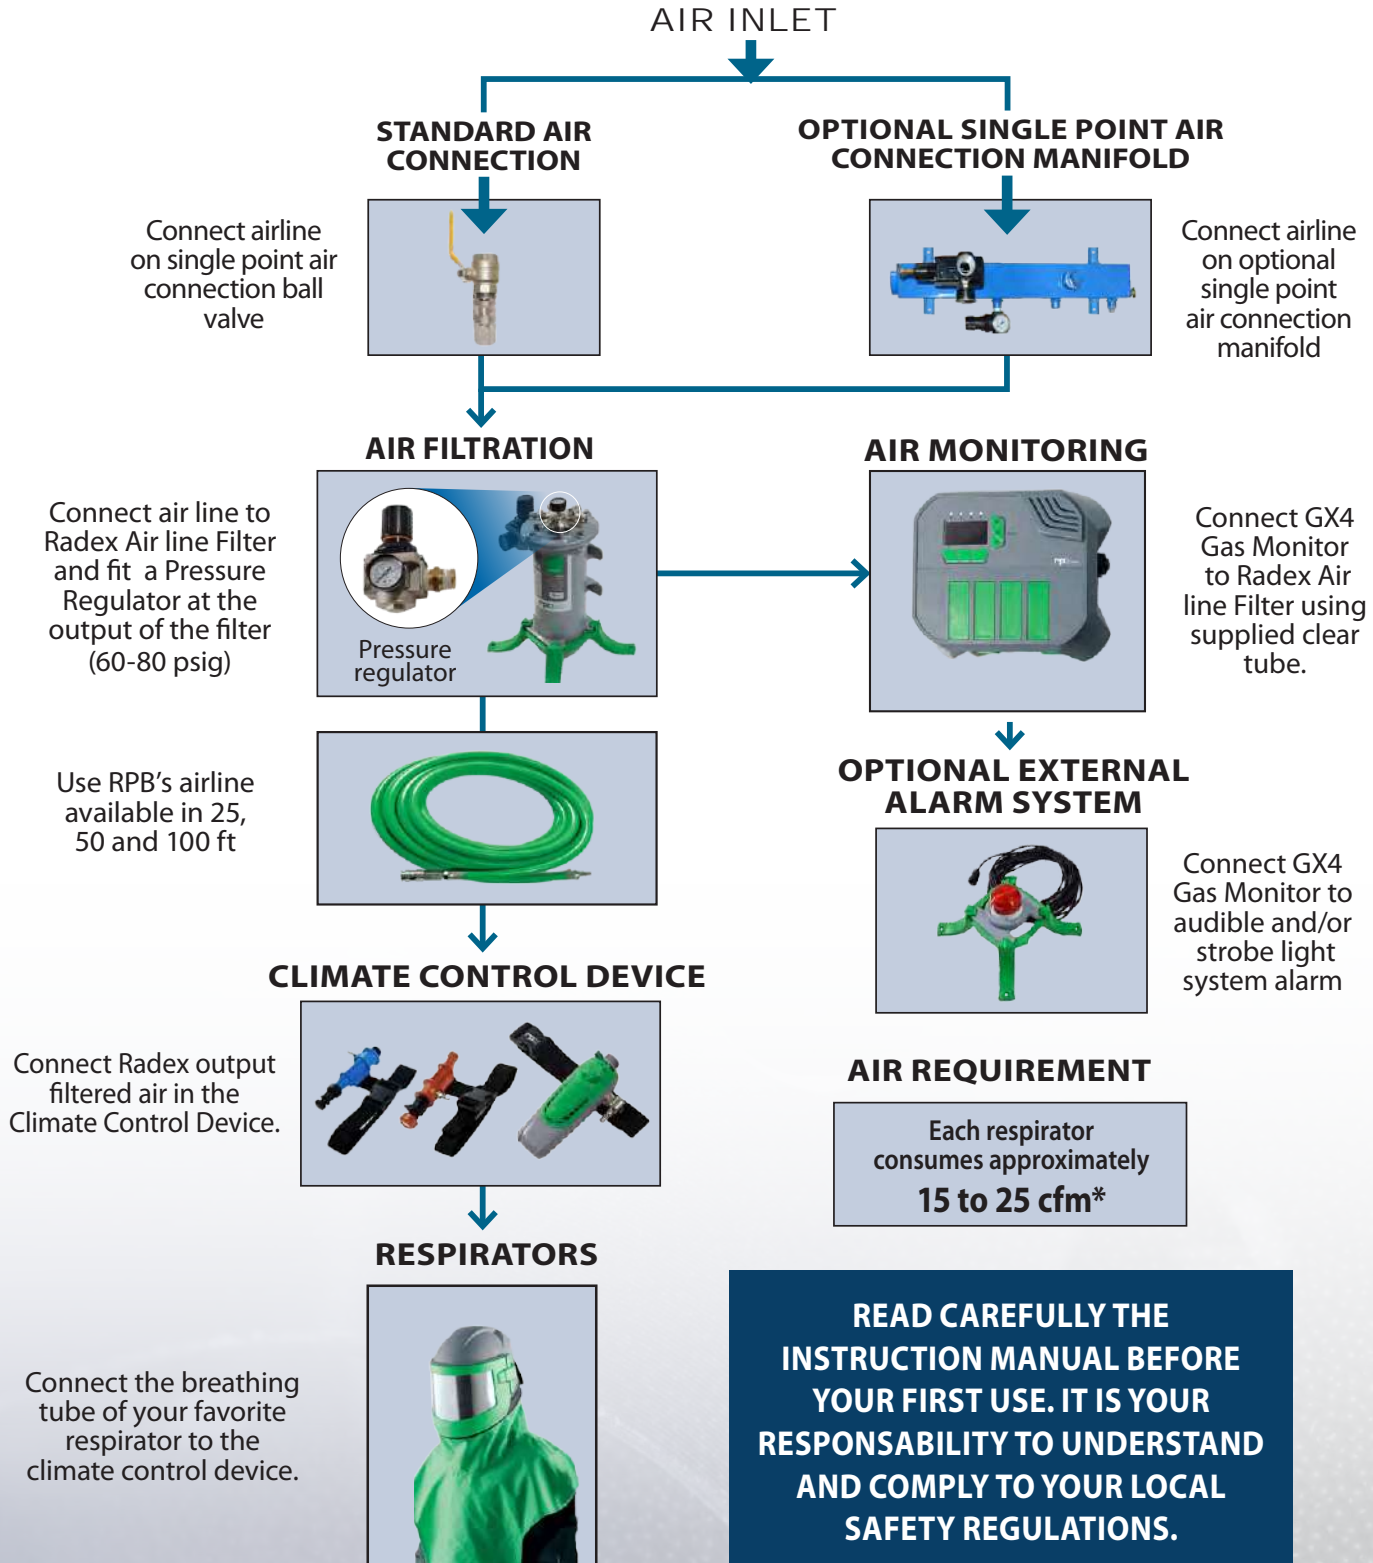 AIR INLET
STANDARD AIR
CONNECTION
Connect airline
on single point air
connection ball
valve
OPTIONAL SINGLE POINT AIR
CONNECTION MANIFOLD
Connect airline
on optional
single point
air connection
manifold
AIR FILTRATION
Connect air line to
Radex Air line Filter
and fit a Pressure
Regulator at the
output of the filter
(60-80 psig)
Pressure
regulator
AIR MONITORING
Connect GX4
Gas Monitor
to Radex Air
line Filter using
supplied clear
tube.
Use RPB’s airline
available in 25,
50 and 100 ft
OPTIONAL EXTERNAL
ALARM SYSTEM
Connect GX4
Gas Monitor to
audible and/or
strobe light
system alarm
CLIMATE CONTROL DEVICE
Connect Radex output
filtered air in the
Climate Control Device.
AIR REQUIREMENT
Each respirator
consumes approximately
15 to 25 cfm*
RESPIRATORS
Connect the breathing
tube of your favorite
respirator to the
climate control device.
READ CAREFULLY THE
INSTRUCTION MANUAL BEFORE
YOUR FIRST USE. IT IS YOUR
RESPONSABILITY TO UNDERSTAND
AND COMPLY TO YOUR LOCAL
SAFETY REGULATIONS.